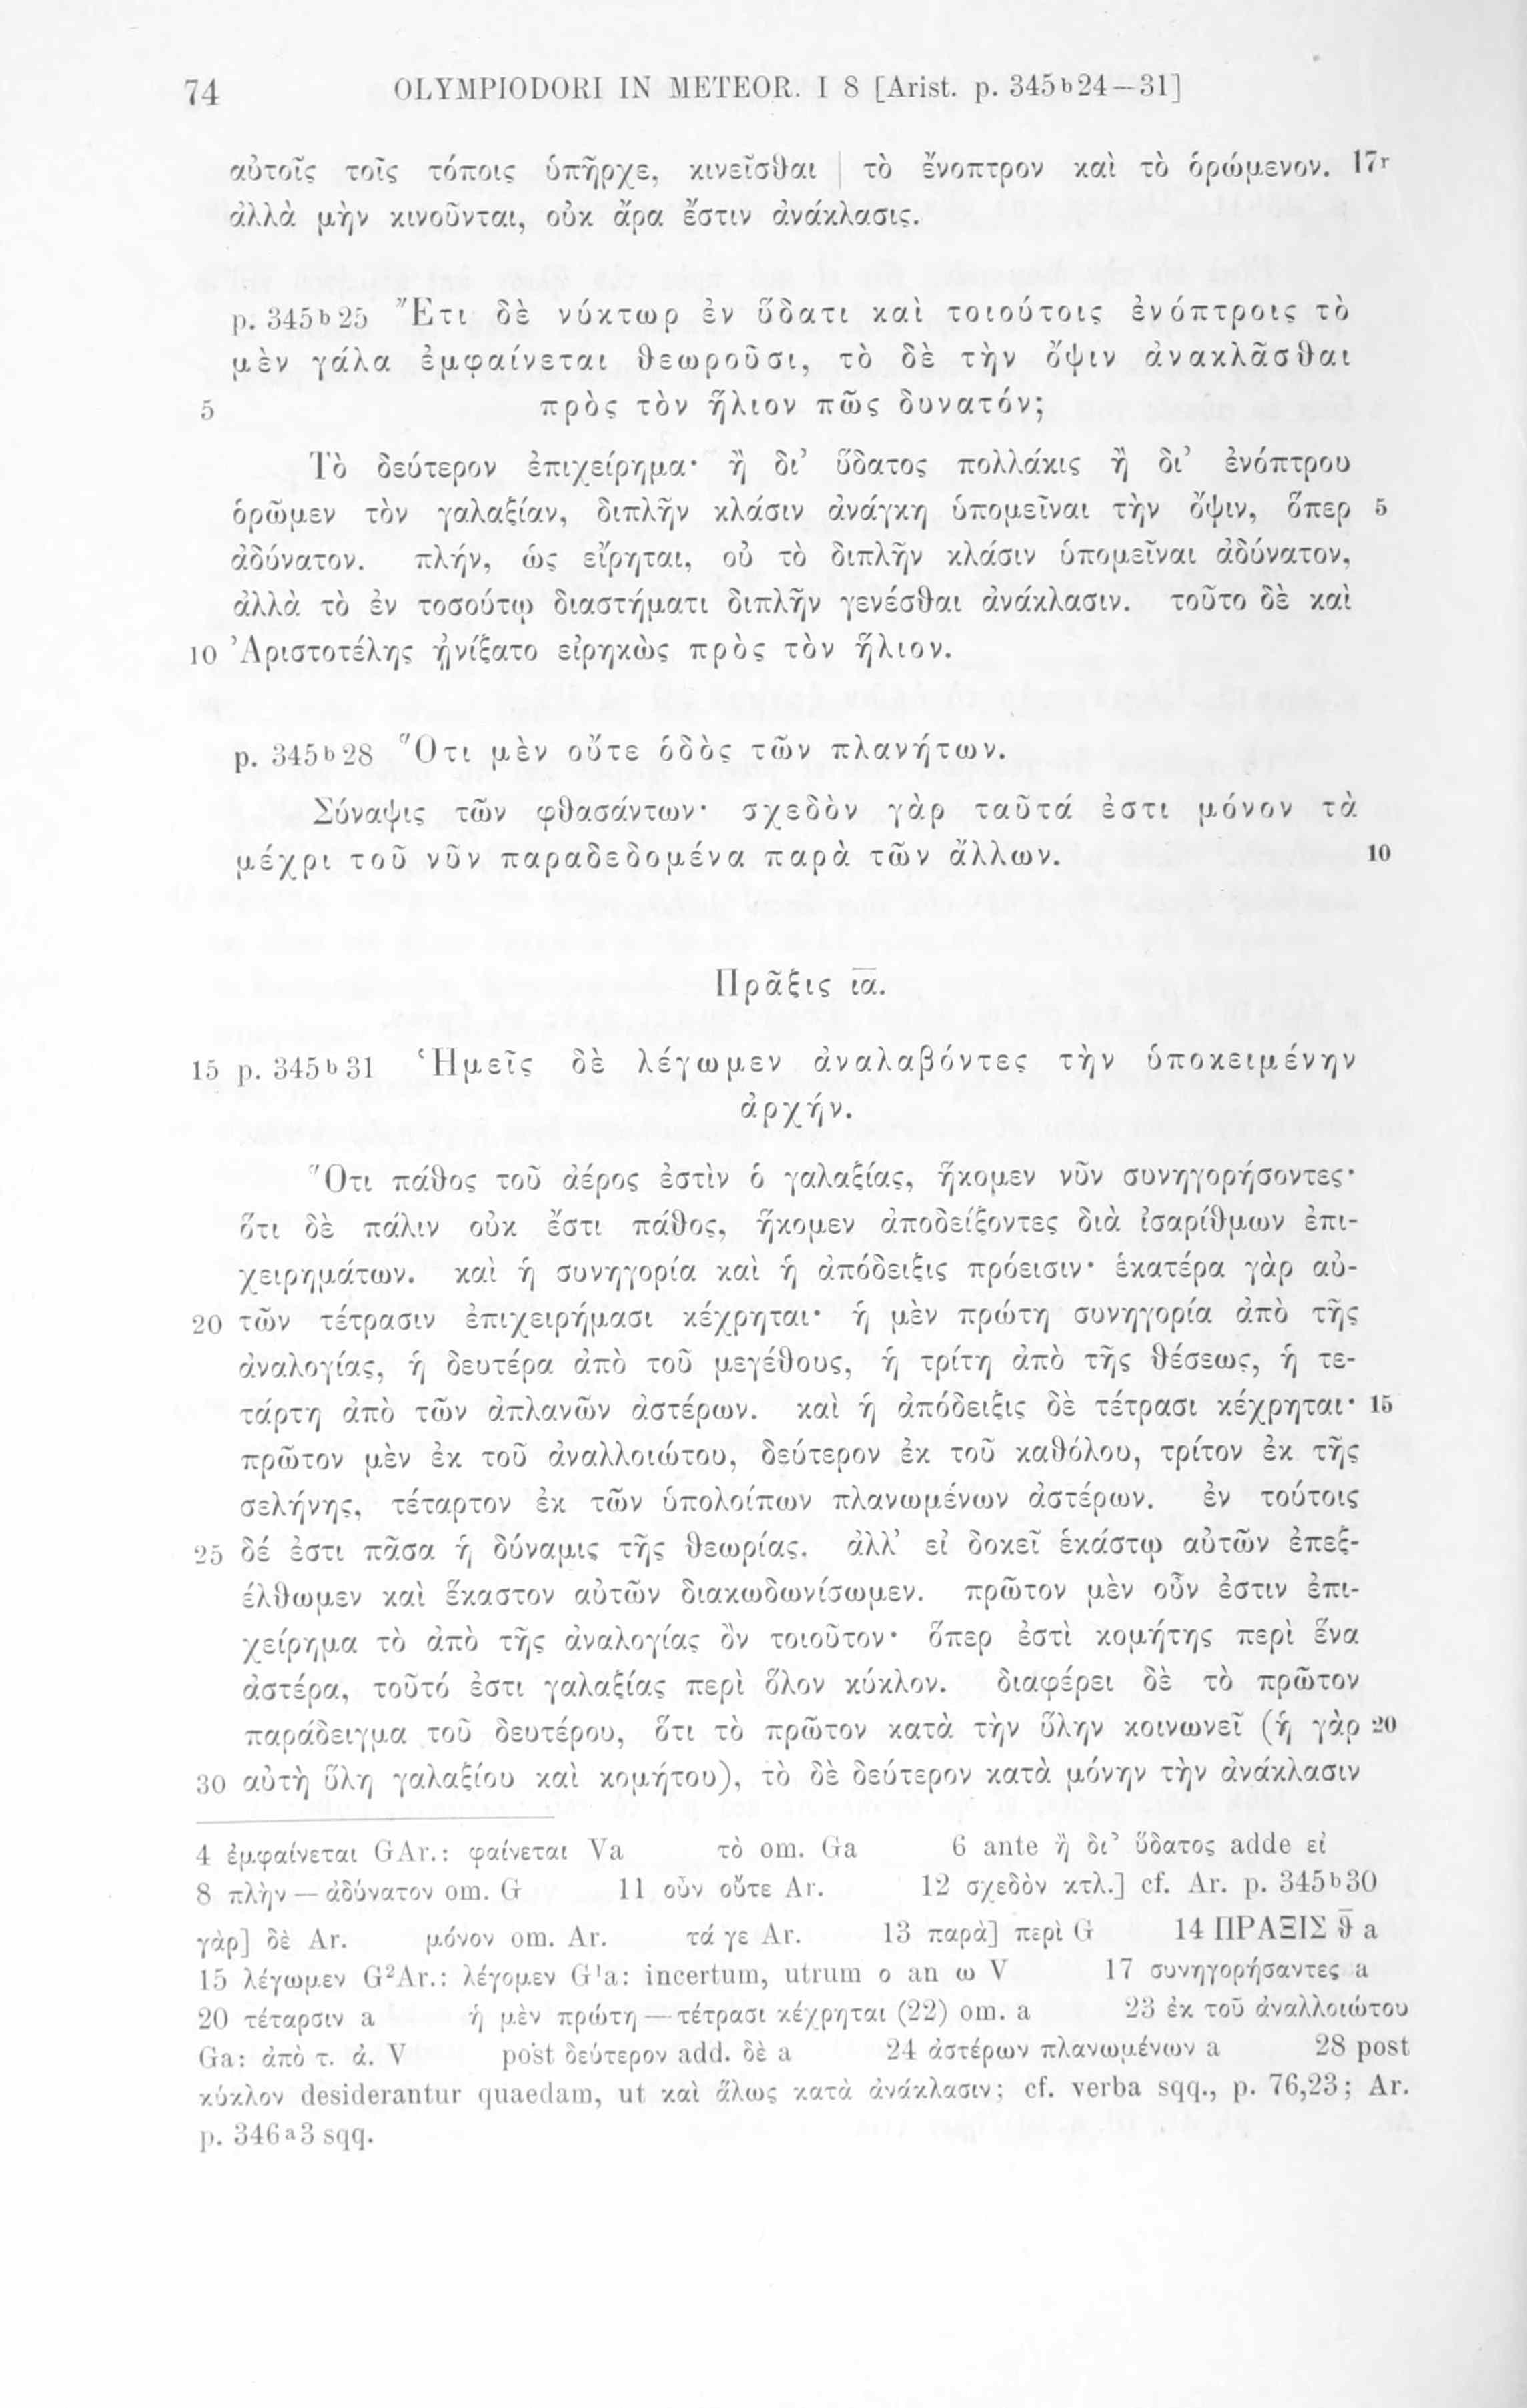 74 OLYMPIODORI IN METEOR. I 8 [Arist. p. 345b24—31]
αὐτοῖς τοῖς τόποις ὑπῆρχε, κινεῖσθαι | τὸ ἔνοπτρον καὶ τὸ ὁρώμενον. 17r
ἀλλὰ μὴν κινοῦνται, οὐκ ἄρα ἔστιν ἀνάκλασις.
p. 345b25 Ἔτι δὲ νύκτωρ ἐν ὕδατι καὶ τοιούτοις ἐνόπτροις τὸ
μὲν γάλα ἐμφαίνεται θεωροῦσι, τὸ δὲ τὴν ὄψιν ἀνακλᾶσθαι
5 πρὸς τὸν ἥλιον πῶς δυνατόν;
Τὸ δεύτερον ἐπιχείρημα· ἢ δι’ ὕδατος πολλάκις ἢ δι’ ἐνόπτρου
ὁρῶμεν τὸν γαλαξίαν, διπλῆν κλάσιν ἀνάγκη ὑπομεῖναι τὴν ὄψιν, ὅπερ 5
ἀδύνατον. πλήν, ὡς εἴρηται, οὐ τὸ διπλῆν κλάσιν ὑπομεῖναι ἀδύνατον,
ἀλλὰ τὸ ἐν τοσούτῳ διαστήματι διπλῆν γενέσθαι ἀνάκλασιν. τοῦτο δὲ καὶ
10 Ἀριστοτέλης ᾐνίξατο εἰρηκὼς πρὸς τὸν ἥλιον.
p. 345b28 Ὅτι μὲν οὔτε ὁδὸς τῶν πλανήτων.
Σύναψις τῶν φθασάντων· σχεδὸν γὰρ ταῦτά ἐστι μόνον τὰ
μέχρι τοῦ νῦν παραδεδομένα παρὰ τῶν ἄλλων. 10
Πρᾶξις ια.
15 p. 345b31 Ἡμεῖς δὲ λέγωμεν ἀναλαβόντες τὴν ὑποκειμένην
ἀρχήν.
Ὅτι πάθος τοῦ ἀέρος ἐστὶν ὁ γαλαξίας, ἥκομεν νῦν συνηγορήσοντες·
ὅτι δὲ πάλιν οὐκ ἔστι πάθος, ἥκομεν ἀποδείξοντες διὰ ἰσαρίθμων ἐπι-
χειρημάτων. καὶ ἡ συνηγορία καὶ ἡ ἀπόδειξις πρόεισιν· ἑκατέρα γὰρ αὐ-
20 τῶν τέτρασιν ἐπιχειρήμασι κέχρηται· ἡ μὲν πρώτη συνηγορία ἀπὸ τῆς
ἀναλογίας, ἡ δευτέρα ἀπὸ τοῦ μεγέθους, ἡ τρίτη ἀπὸ τῆς θέσεως, ἡ τε-
τάρτη ἀπὸ τῶν ἀπλανῶν ἀστέρων. καὶ ἡ ἀπόδειξις δὲ τέτρασι κέχρηται· 15
πρῶτον μὲν ἐκ τοῦ ἀναλλοιώτου, δεύτερον ἐκ τοῦ καθόλου, τρίτον ἐκ τῆς
σελήνης, τέταρτον ἐκ τῶν ὑπολοίπων πλανωμένων ἀστέρων. ἐν τούτοις
25 δέ ἐστι πᾶσα ἡ δύναμις τῆς θεωρίας. ἀλλ’ εἰ δοκεῖ ἑκάστῳ αὐτῶν ἐπεξ-
έλθωμεν καὶ ἕκαστον αὐτῶν διακωδωνίσωμεν. πρῶτον μὲν οὖν ἐστιν ἐπι-
χείρημα τὸ ἀπὸ τῆς ἀναλογίας ὂν τοιοῦτον· ὅπερ ἐστὶ κομήτης περὶ ἕνα
ἀστέρα, τοῦτό ἐστι γαλαξίας περὶ ὅλον κύκλον. διαφέρει δὲ τὸ πρῶτον
παράδειγμα τοῦ δευτέρου, ὅτι τὸ πρῶτον κατὰ τὴν ὕλην κοινωνεῖ (ἡ γὰρ 20
30 αὐτὴ ὕλη γαλαξίου καὶ κομήτου), τὸ δὲ δεύτερον κατὰ μόνην τὴν ἀνάκλασιν
4 ἐμφαίνεται GAr.: φαίνεται Va τὸ om. Ga 6 ante ἢ δι’ ὕδατος adde εἰ
8 πλὴν — ἀδύνατον om. G 11 οὖν οὔτε Ar. 12 σχεδὸν κτλ.] cf. Ar. p. 345b30
γὰρ] δὲ Ar. μόνον om. Ar. τά γε Ar. 13 παρὰ] περὶ G 14 ΠΡΑΞΙΣ θ̄ a
15 λέγωμεν G²Ar.: λέγομεν G¹a: incertum, utrum ο an ω V 17 συνηγορήσαντες a
20 τέταρσιν a ἡ μὲν πρώτη — τέτρασι κέχρηται (22) om. a 23 ἐκ τοῦ ἀναλλοιώτου
Ga: ἀπὸ τ. ἀ. V post δεύτερον add. δὲ a 24 ἀστέρων πλανωμένων a 28 post
κύκλον desiderantur quaedam, ut καὶ ἅλως κατὰ ἀνάκλασιν; cf. verba sqq., p. 76,23; Ar.
p. 346a3 sqq.